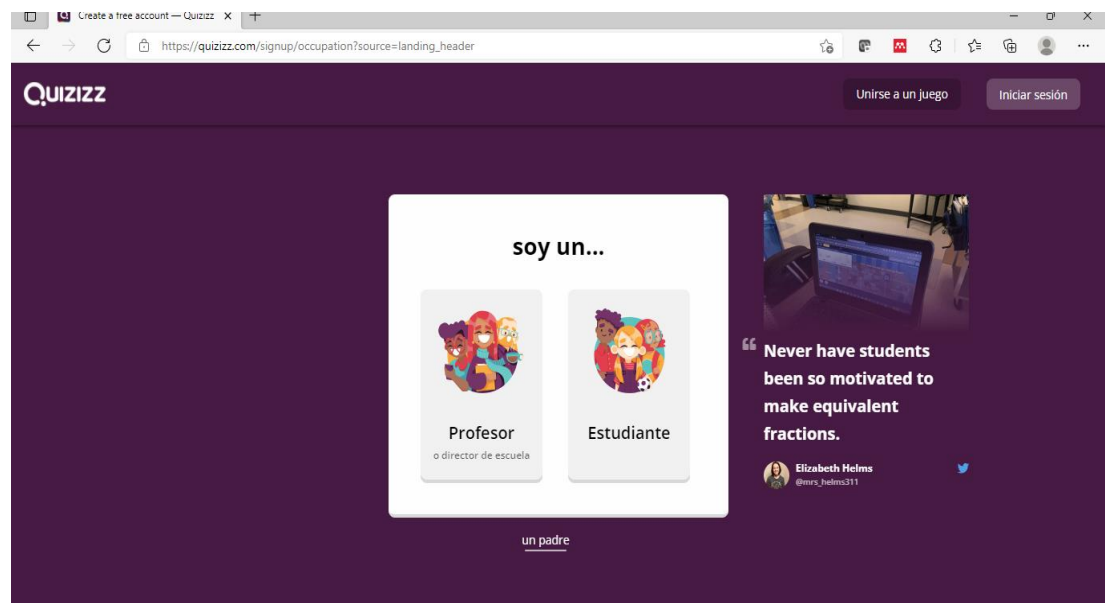 Create a free account — Quizizz
https://quizizz.com/signup/occupation?source=landing_header
QUIZIZZ
Unirse a un juego
Iniciar sesión
soy un...
Profesor
o director de escuela
Estudiante
un padre
“ Never have students
been so motivated to
make equivalent
fractions.
Elizabeth Helms
@mrs_helms311